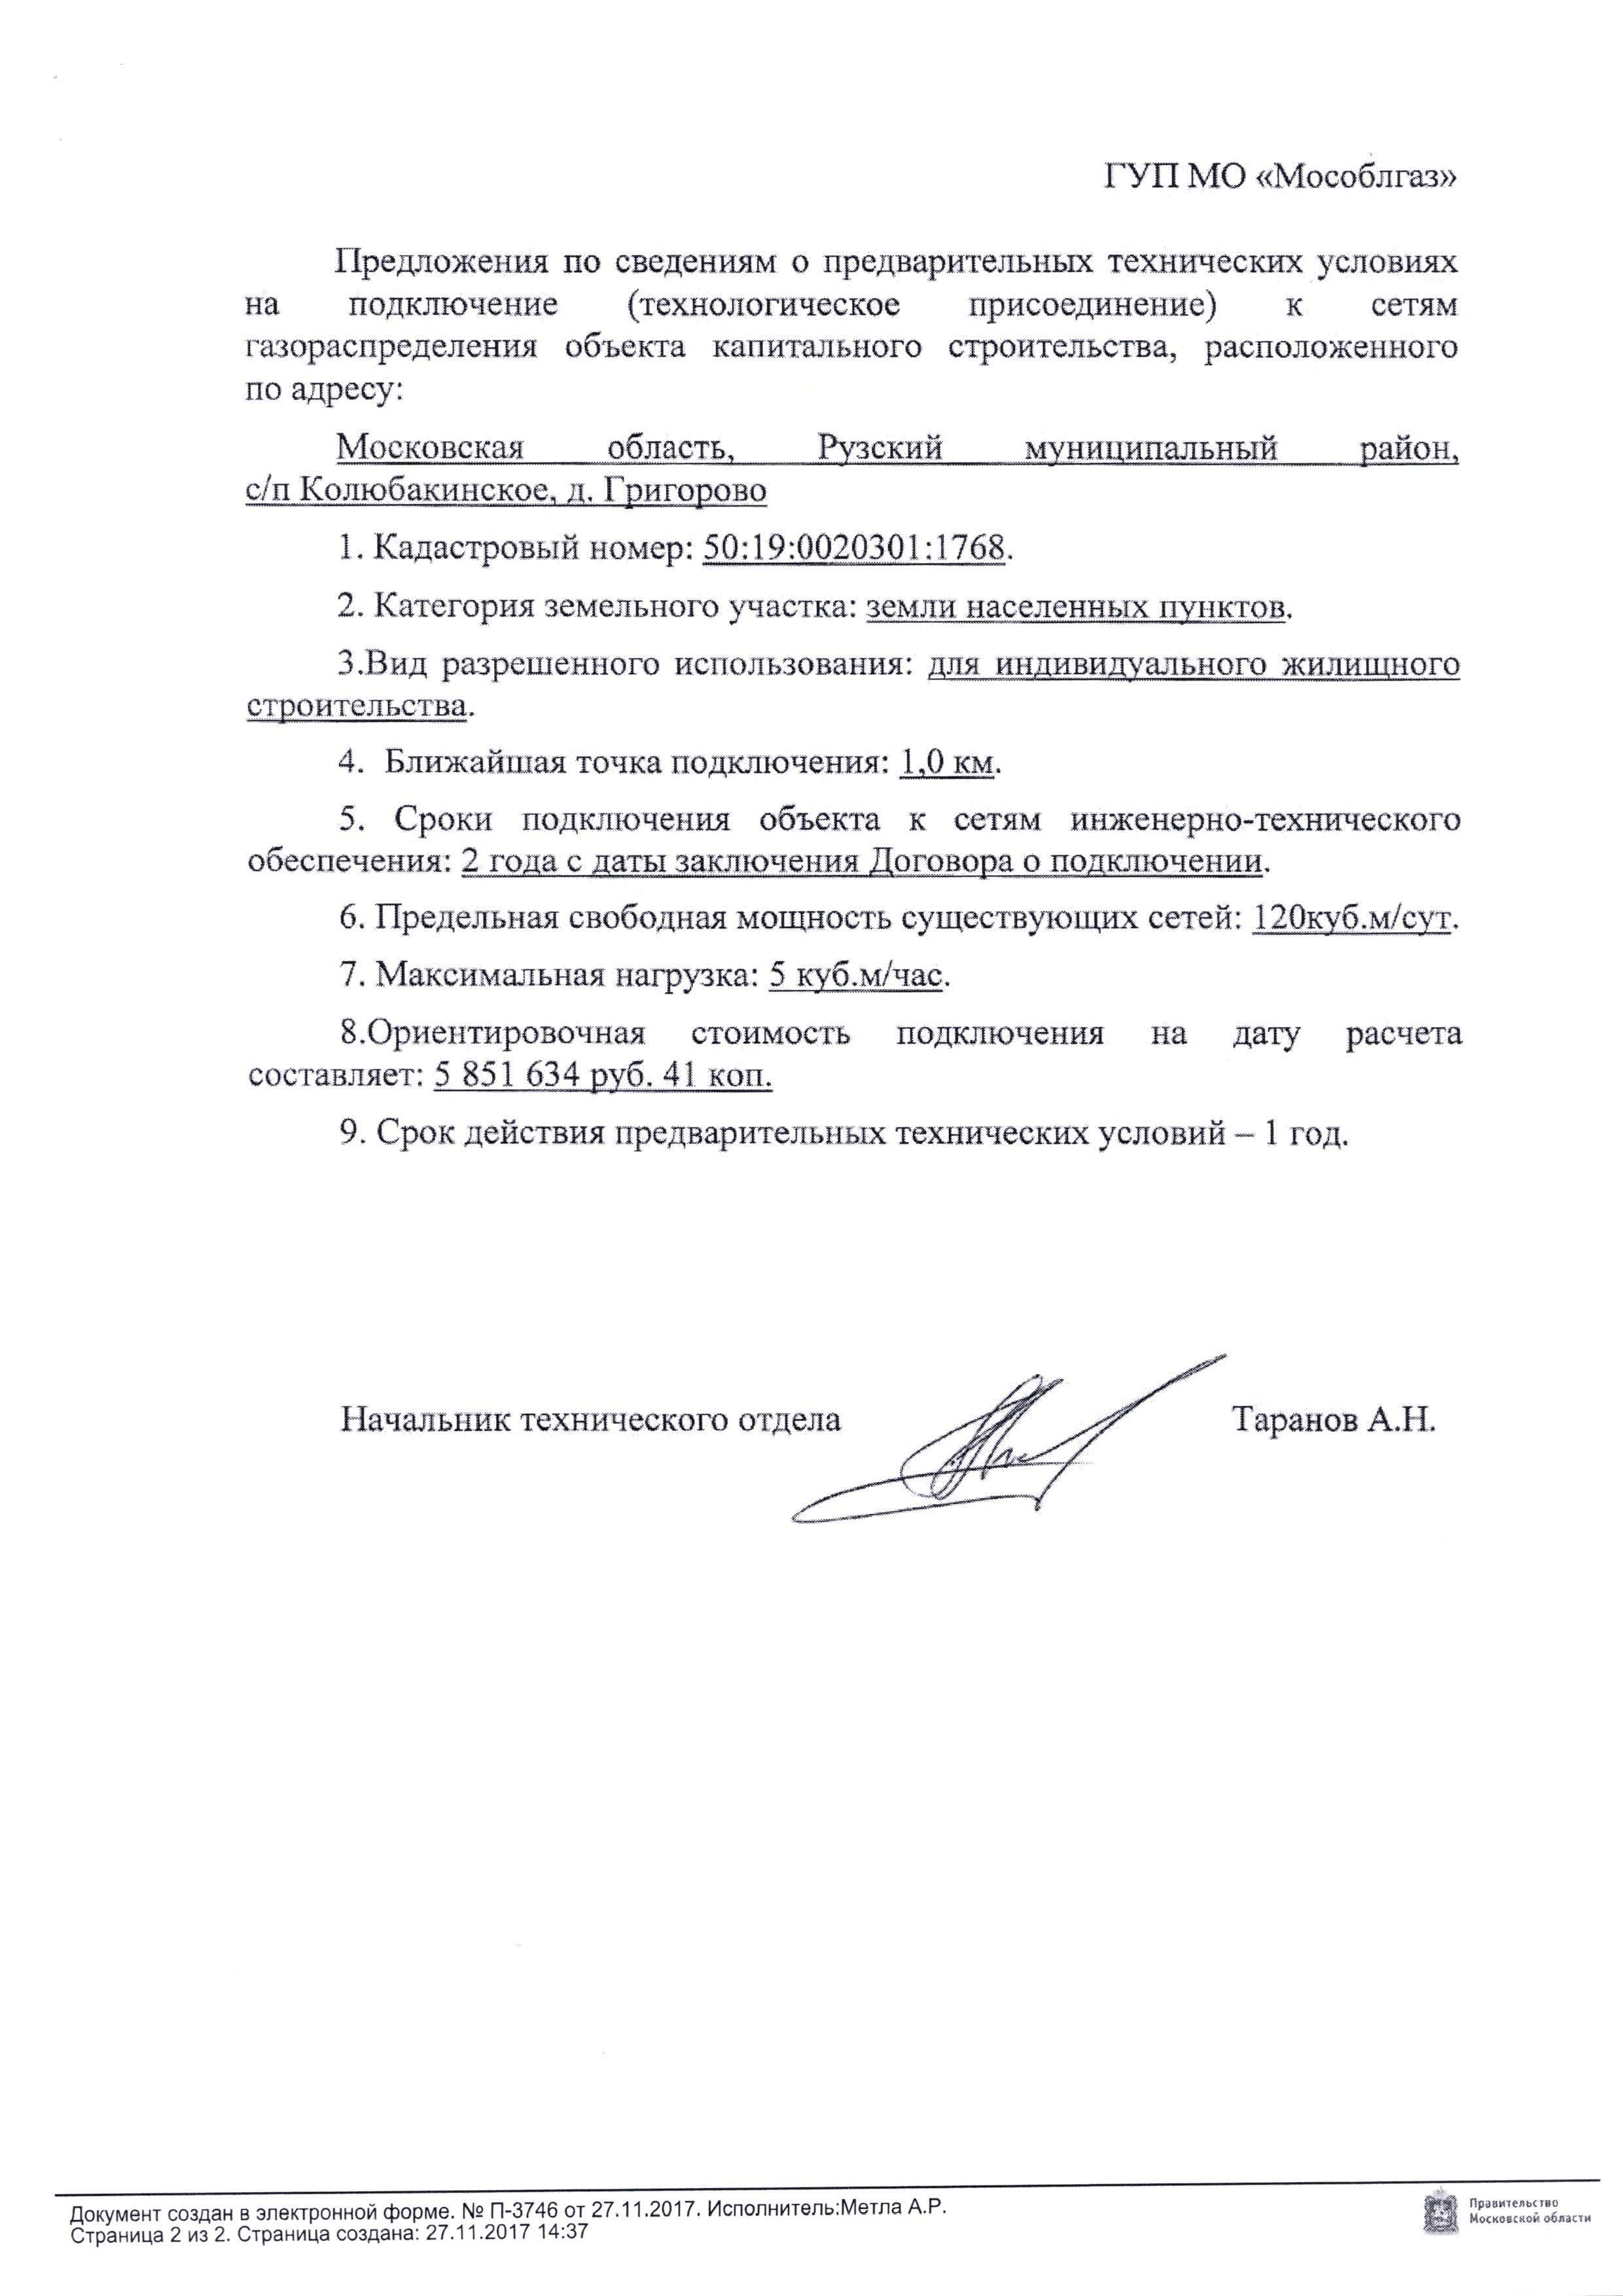 ГУП МО «Мособлгаз»
Предложения по сведениям о предварительных технических условиях
на подключение (технологическое присоединение) к сетям
газораспределения объекта капитального строительства, расположенного
по адресу:
Московская область, Рузский муниципальный район,
с/п Колюбакинское, д. Григорово
1. Кадастровый номер: 50:19:0020301:1768.
2. Категория земельного участка: земли населенных пунктов.
3.Вид разрешенного использования: для индивидуального жилищного
строительства.
4. Ближайшая точка подключения: 1,0 км.
5. Сроки подключения объекта к сетям инженерно-технического
обеспечения: 2 года с даты заключения Договора о подключении.
6. Предельная свободная мощность существующих сетей: 120куб.м/сут.
7. Максимальная нагрузка: 5 куб.м/час.
8.Ориентировочная стоимость подключения на дату расчета
составляет: 5 851 634 руб. 41 коп.
9. Срок действия предварительных технических условий – 1 год.
Начальник технического отдела Таранов А.Н.
Документ создан в электронной форме. № П-3746 от 27.11.2017. Исполнитель:Метла А.Р.
Страница 2 из 2. Страница создана: 27.11.2017 14:37
Правительство
Московской области